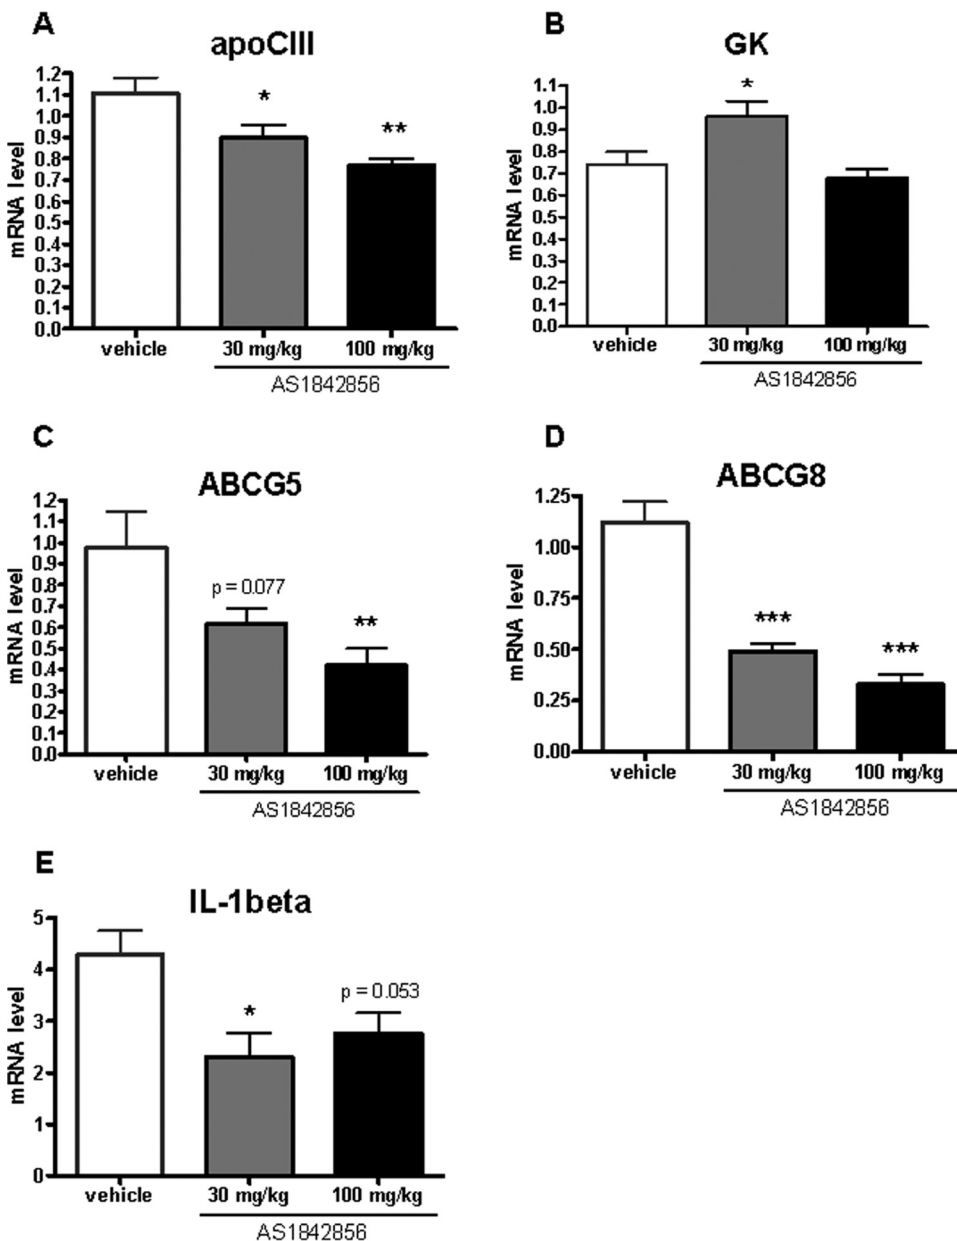 A
apoCIII
mRNA level
1.2
1.1
1.0
0.9
0.8
0.7
0.6
0.5
0.4
0.3
0.2
0.1
0.0
*
**
vehicle 30 mg/kg 100 mg/kg
AS1842856
B
GK
mRNA level
1.1
1.0
0.9
0.8
0.7
0.6
0.5
0.4
0.3
0.2
0.1
0.0
*
vehicle 30 mg/kg 100 mg/kg
AS1842856
C
ABCG5
mRNA level
1.2
1.1
1.0
0.9
0.8
0.7
0.6
0.5
0.4
0.3
0.2
0.1
0.0
p = 0.077
**
vehicle 30 mg/kg 100 mg/kg
AS1842856
D
ABCG8
mRNA level
1.25
1.00
0.75
0.50
0.25
0.00
***
***
vehicle 30 mg/kg 100 mg/kg
AS1842856
E
IL-1beta
mRNA level
5
4
3
2
1
0
*
p = 0.053
vehicle 30 mg/kg 100 mg/kg
AS1842856